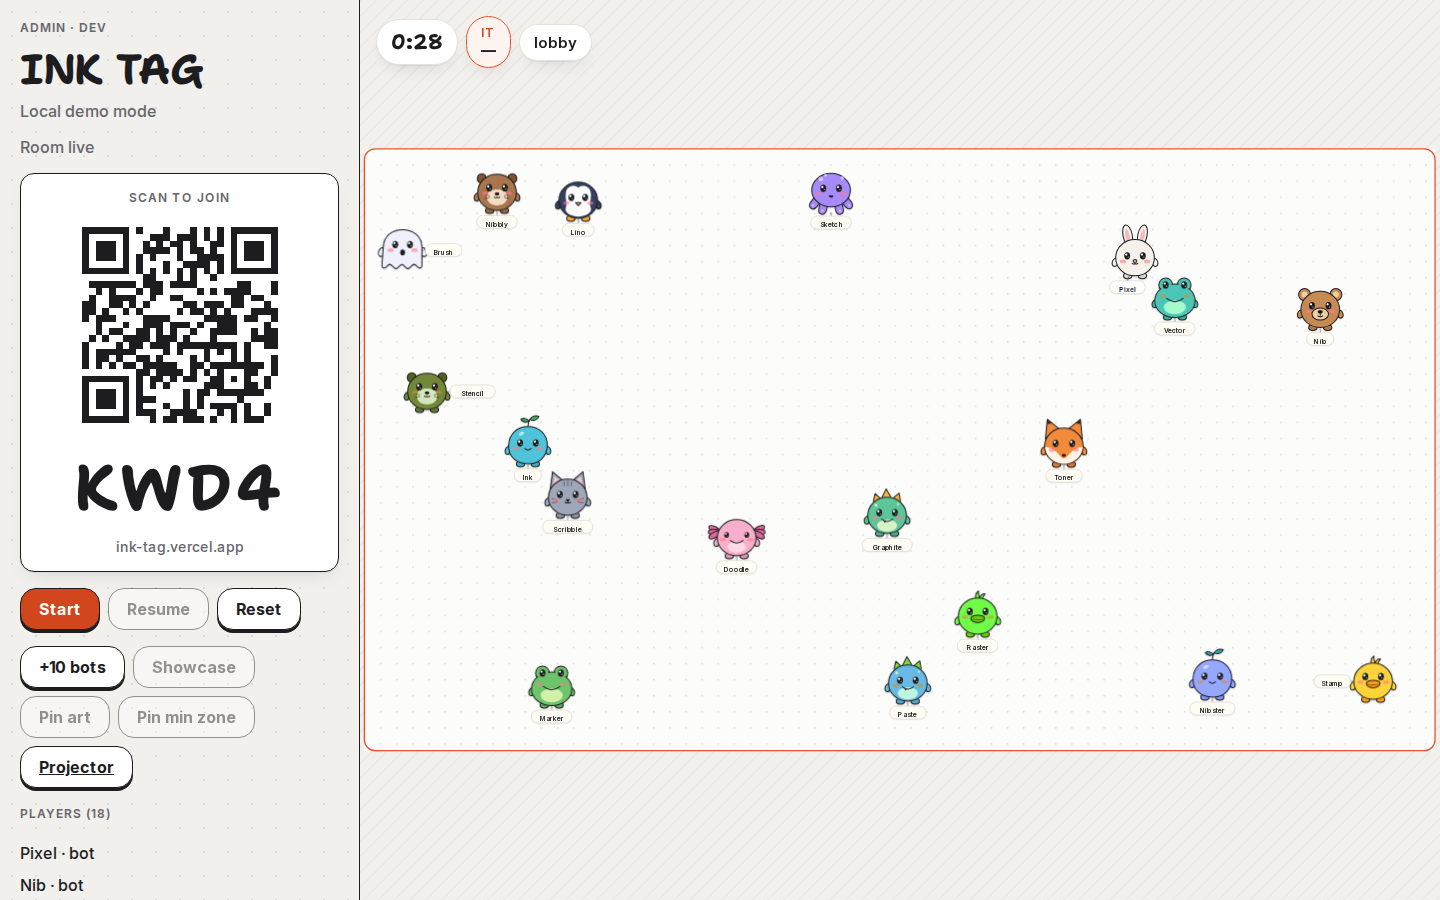 ADMIN · DEV
INK TAG
Local demo mode
Room live
SCAN TO JOIN
KWD4
ink-tag.vercel.app
Start
Resume
Reset
+10 bots
Showcase
Pin art
Pin min zone
Projector
PLAYERS (18)
Pixel · bot
Nib · bot
0:28
IT
—
lobby
Nibbly
Lino
Sketch
Brush
Pixel
Vector
Nib
Stencil
Ink
Toner
Scribble
Graphite
Doodle
Raster
Stamp
Nibster
Paste
Marker